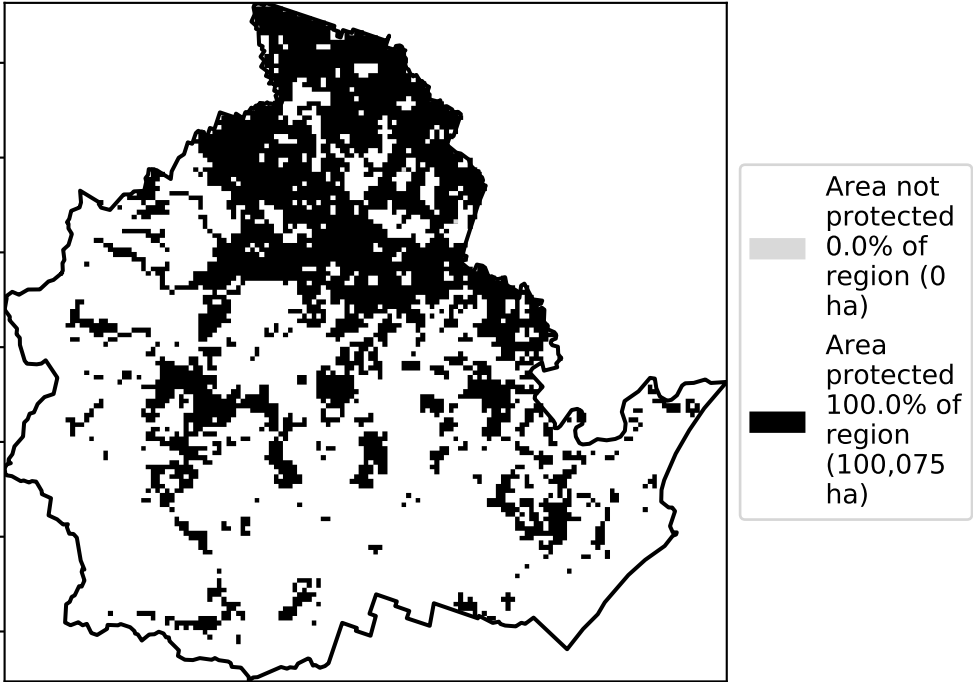 Area not
protected
0.0% of
region (0
ha)
Area
protected
100.0% of
region
(100,075
ha)